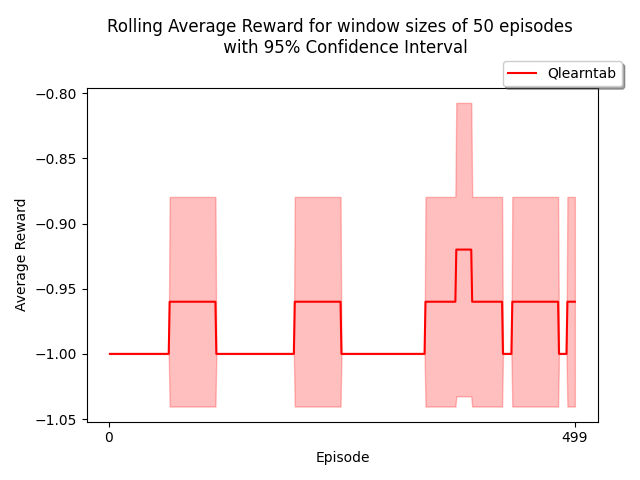 Rolling Average Reward for window sizes of 50 episodes
with 95% Confidence Interval
Qlearntab
−0.80
−0.85
−0.90
−0.95
−1.00
−1.05
Average Reward
0
499
Episode